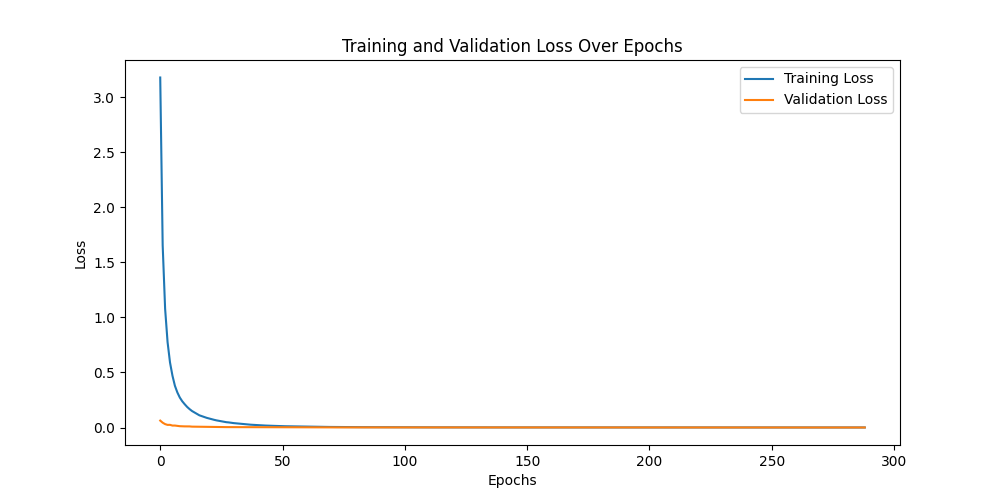 Training and Validation Loss Over Epochs
Training Loss
Validation Loss
3.0
2.5
2.0
1.5
1.0
0.5
0.0
Loss
0 50 100 150 200 250 300
Epochs